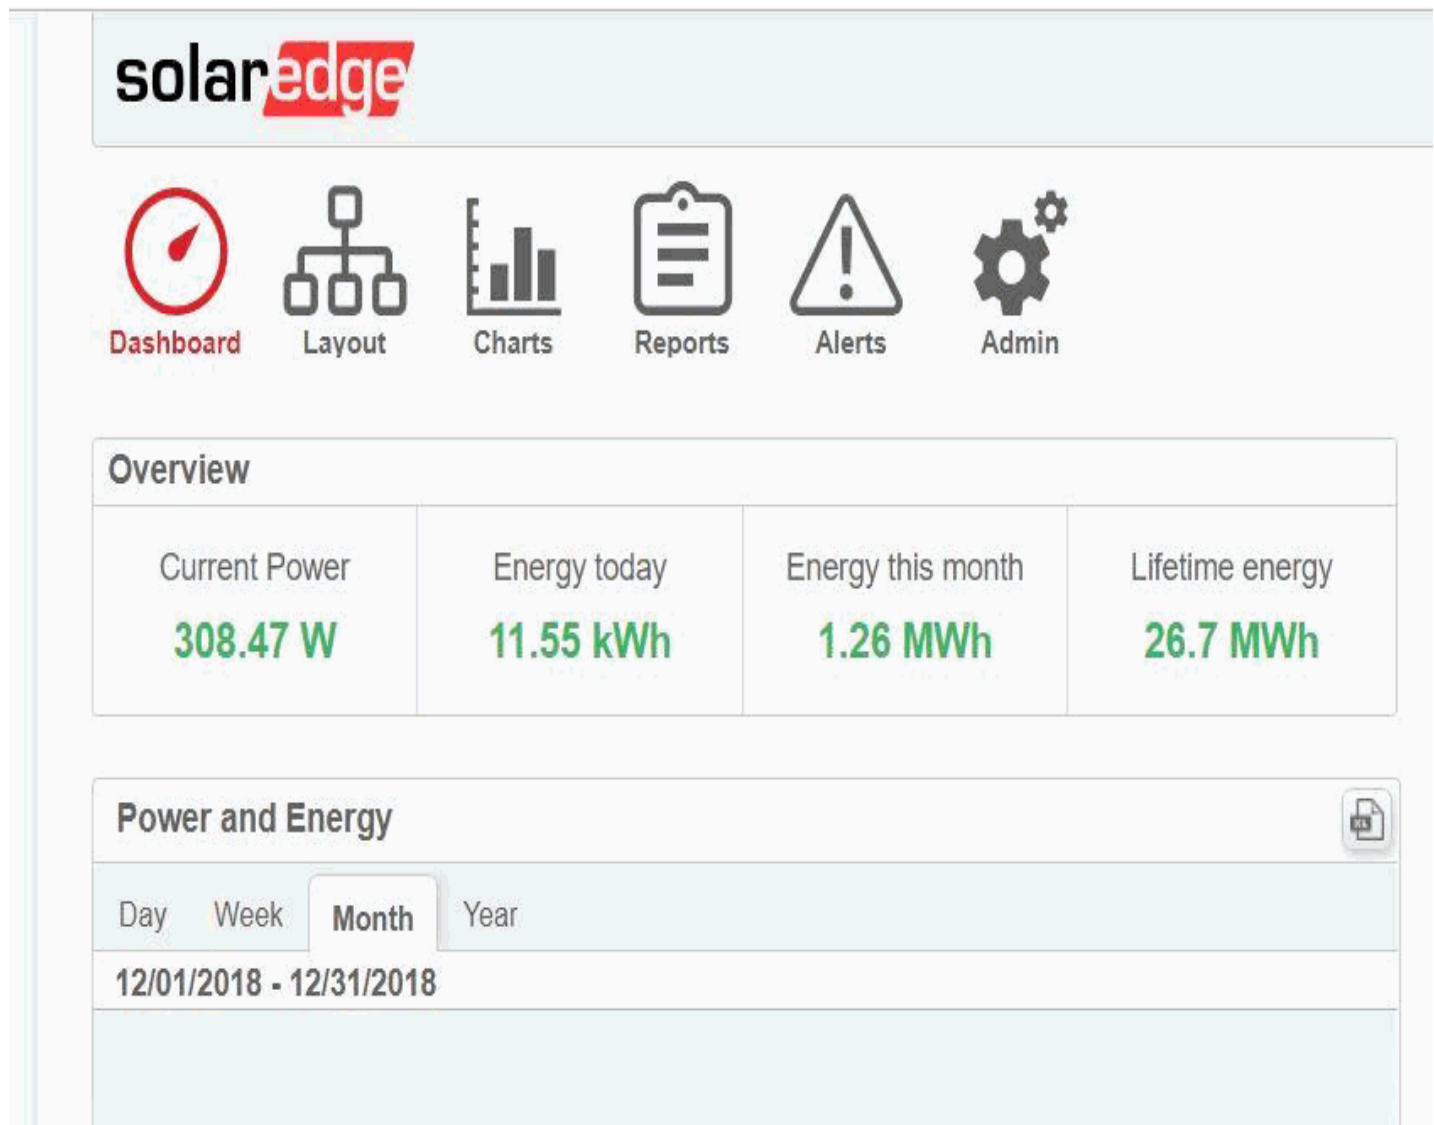 solaredge
Dashboard Layout Charts Reports Alerts Admin
Overview
Current Power Energy today Energy this month Lifetime energy
308.47 W 11.55 kWh 1.26 MWh 26.7 MWh
Power and Energy
XL
Day Week Month Year
12/01/2018 - 12/31/2018